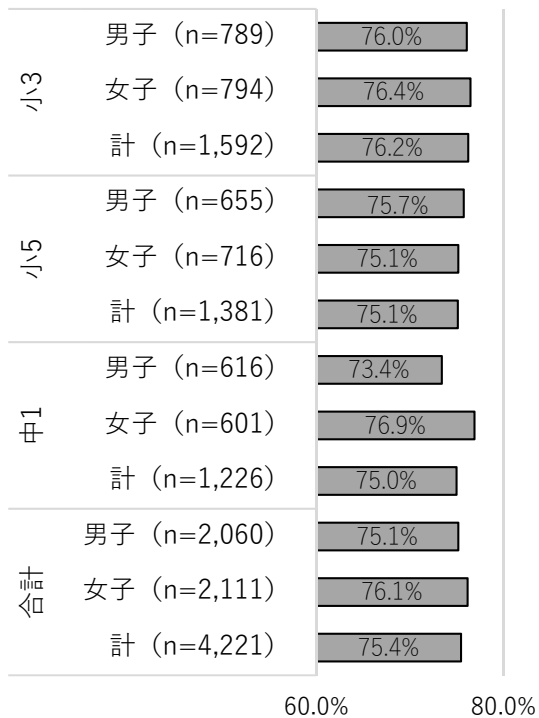 小3
男子（n=789） 76.0%
女子（n=794） 76.4%
計（n=1,592） 76.2%
小5
男子（n=655） 75.7%
女子（n=716） 75.1%
計（n=1,381） 75.1%
中1
男子（n=616） 73.4%
女子（n=601） 76.9%
計（n=1,226） 75.0%
合計
男子（n=2,060） 75.1%
女子（n=2,111） 76.1%
計（n=4,221） 75.4%
60.0% 80.0%